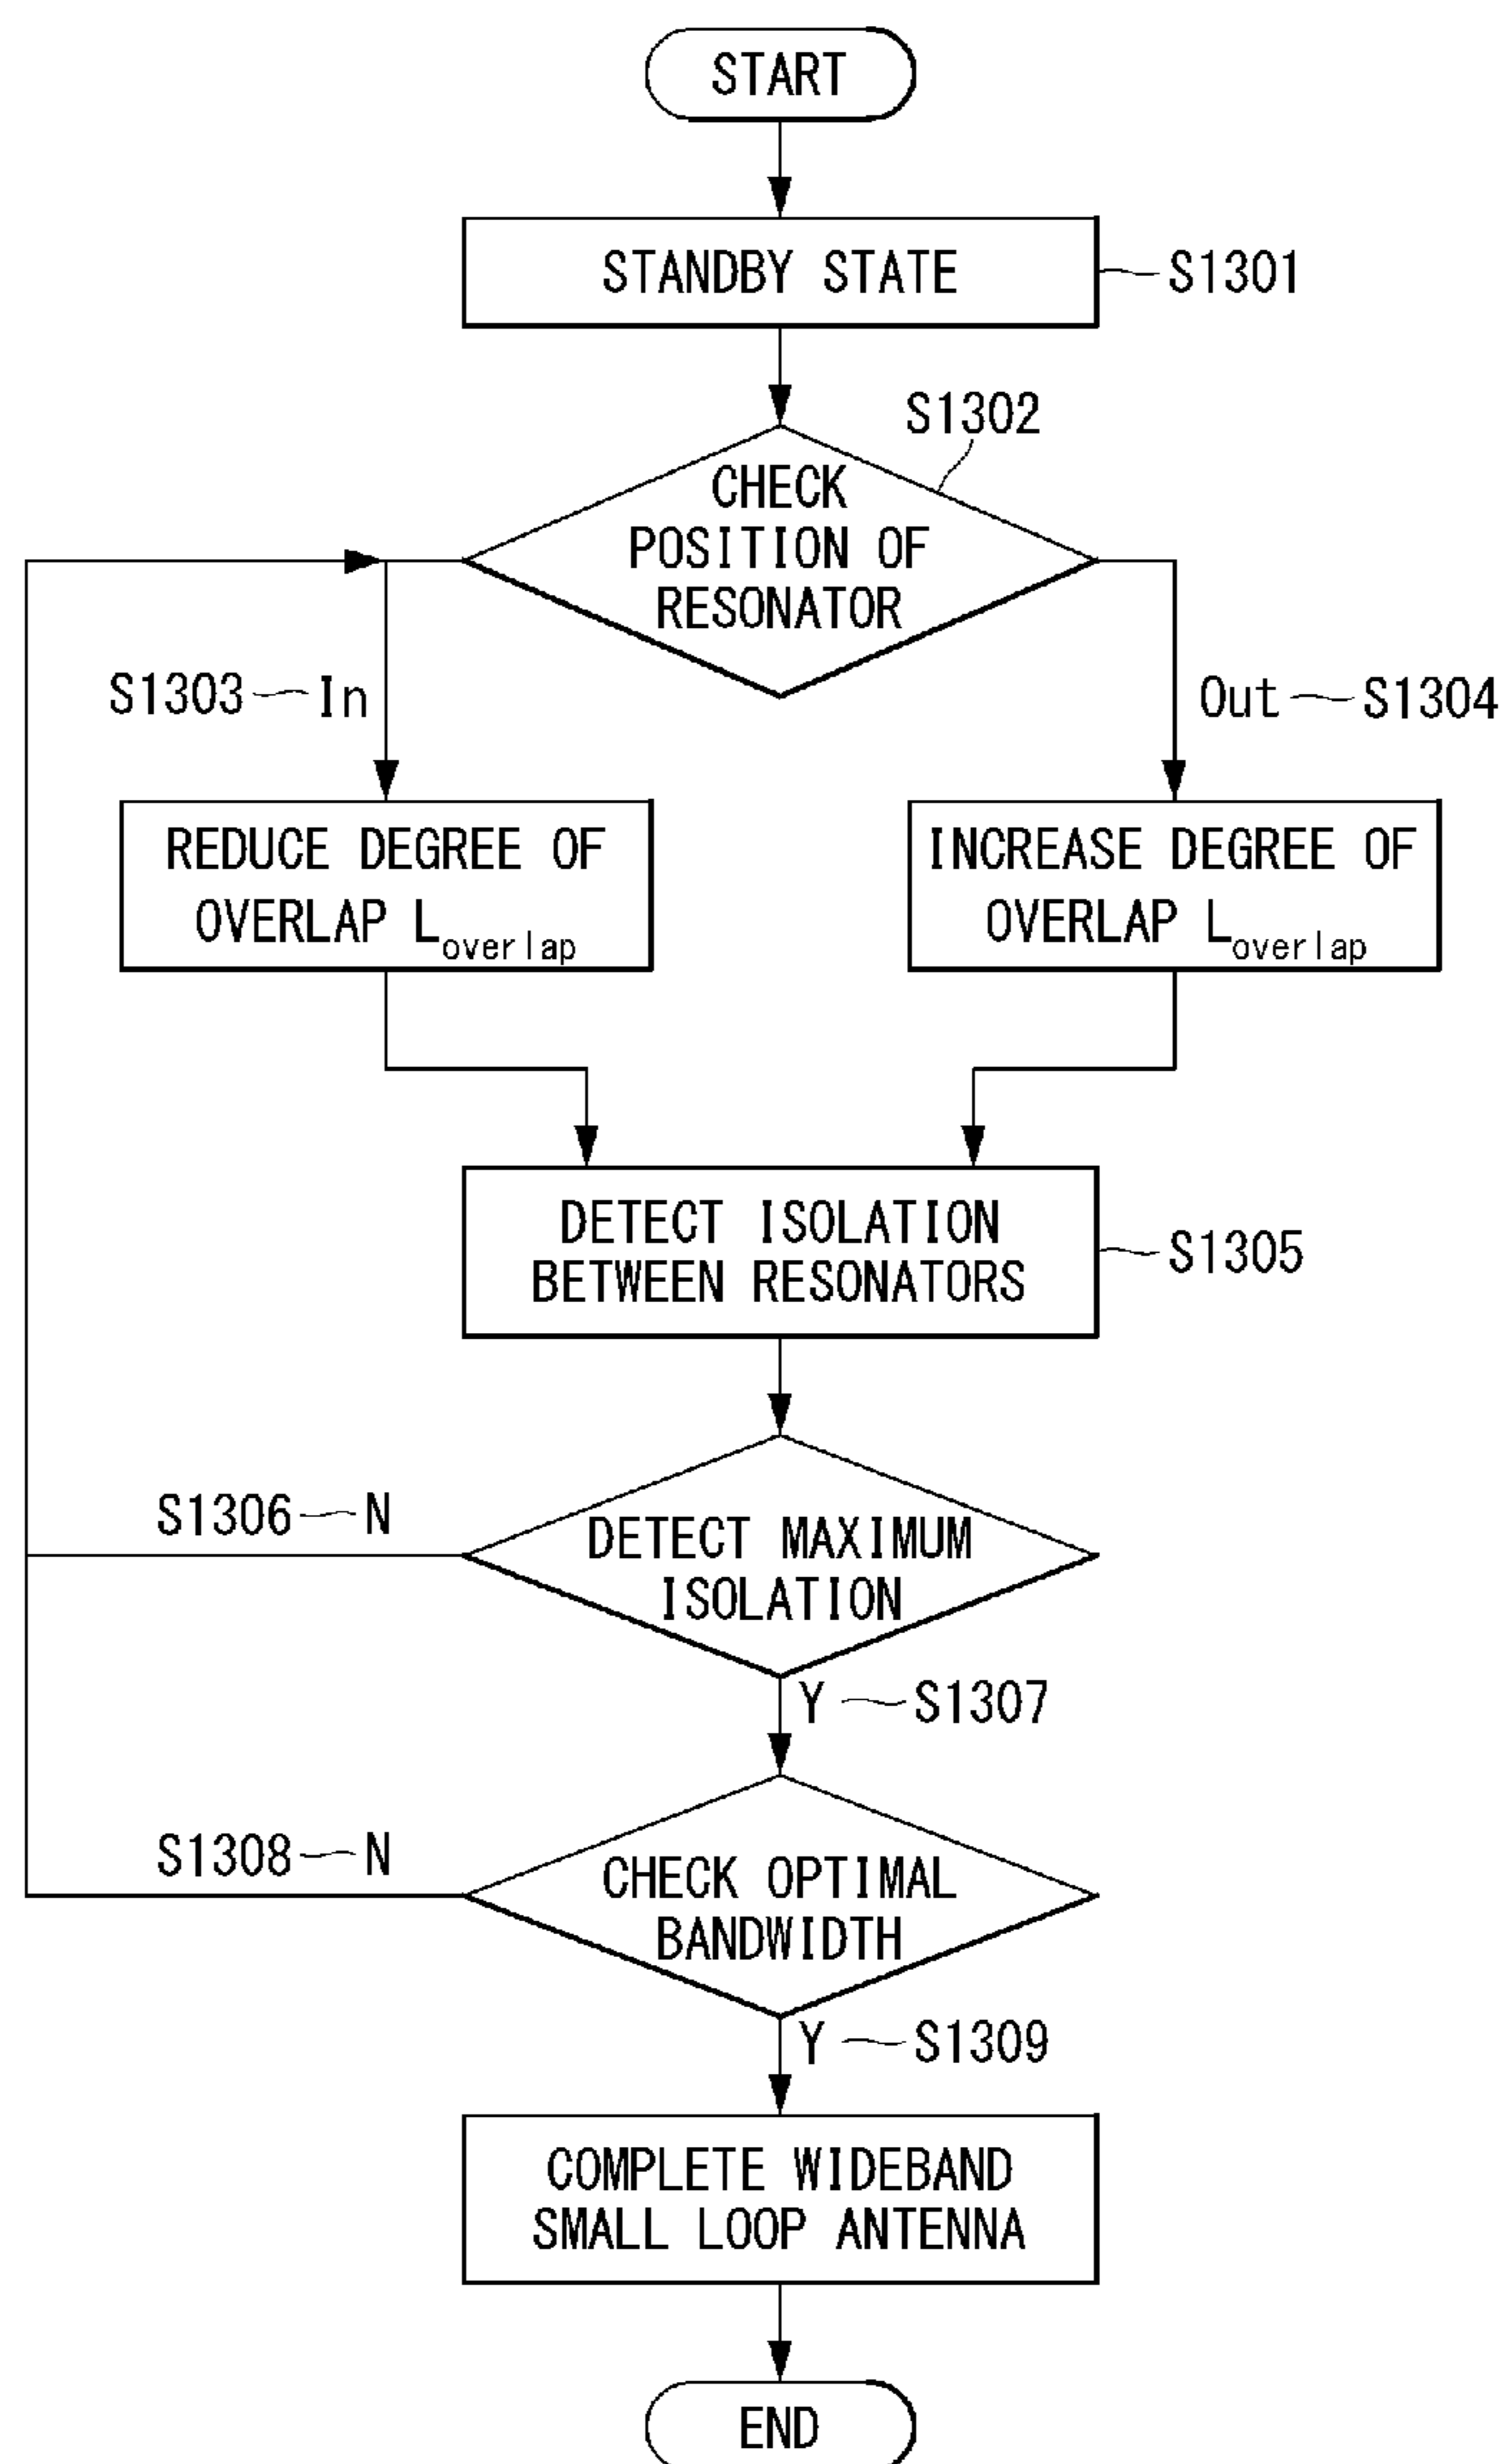 START
STANDBY STATE
S1301
S1302
CHECK
POSITION OF
RESONATOR
S1303
In
Out
S1304
REDUCE DEGREE OF
OVERLAP Loverlap
INCREASE DEGREE OF
OVERLAP Loverlap
DETECT ISOLATION
BETWEEN RESONATORS
S1305
S1306
N
DETECT MAXIMUM
ISOLATION
Y
S1307
S1308
N
CHECK OPTIMAL
BANDWIDTH
Y
S1309
COMPLETE WIDEBAND
SMALL LOOP ANTENNA
END